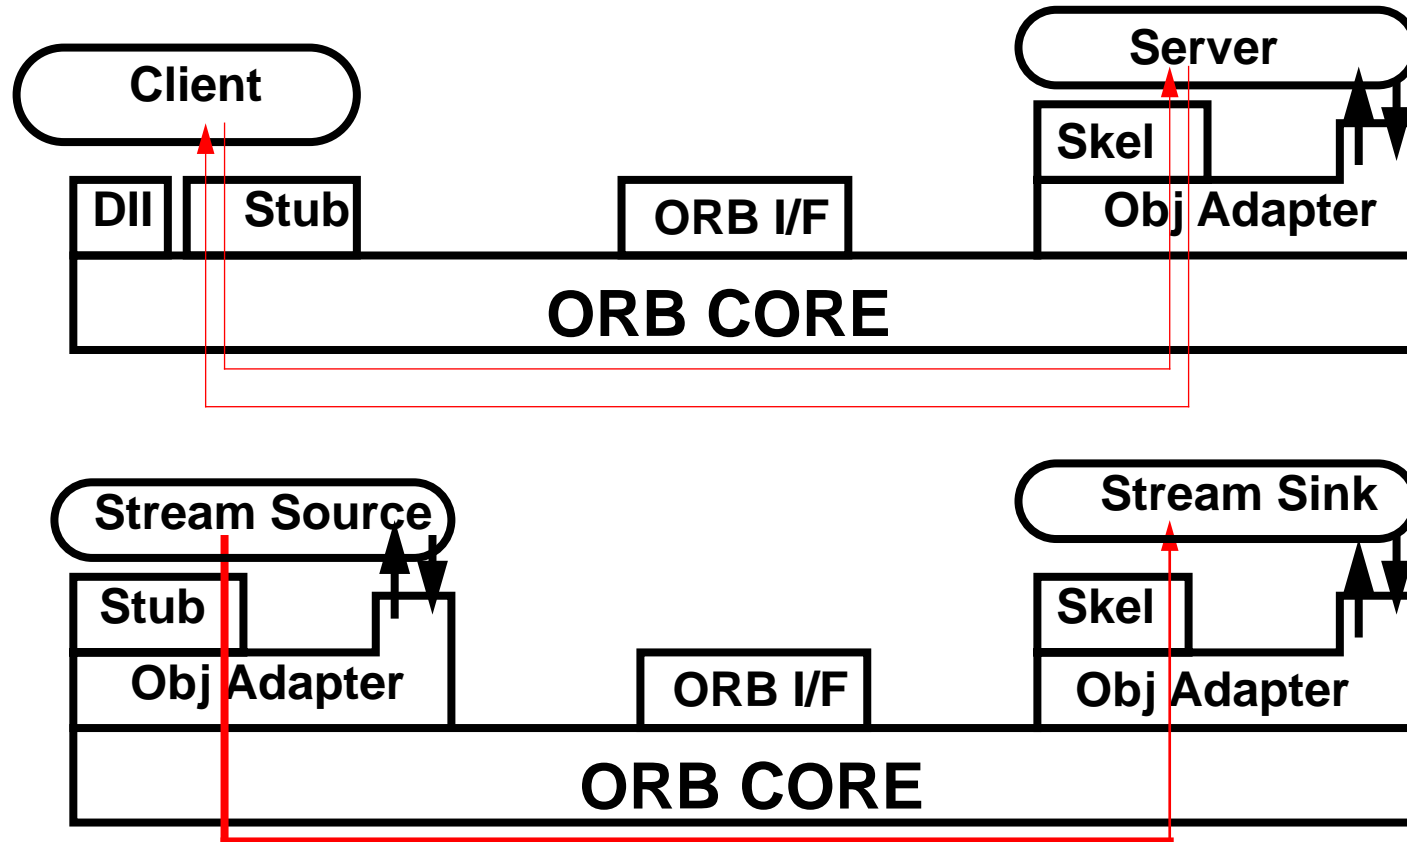 Server
Client
Skel
DII
Stub
ORB I/F
Obj Adapter
ORB CORE
Stream Source
Stream Sink
Stub
Skel
Obj Adapter
ORB I/F
Obj Adapter
ORB CORE